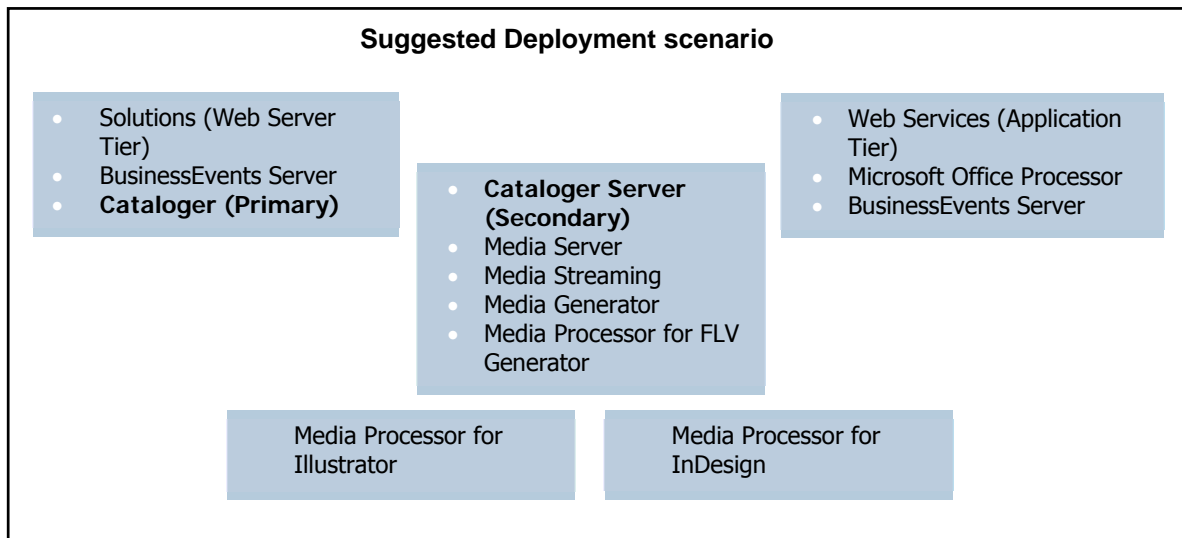 Suggested Deployment scenario
• Solutions (Web Server
Tier)
• BusinessEvents Server
• Cataloger (Primary)
• Cataloger Server
(Secondary)
• Media Server
• Media Streaming
• Media Generator
• Media Processor for FLV
Generator
• Web Services (Application
Tier)
• Microsoft Office Processor
• BusinessEvents Server
Media Processor for
Illustrator
Media Processor for
InDesign